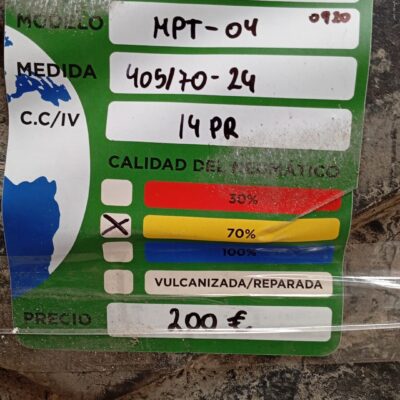 MODELO MPT-04 0920
MEDIDA 405/70-24
C.C/IV 14 PR
CALIDAD DEL NEUMÁTICO
30%
70%
100%
VULCANIZADA/REPARADA
PRECIO 200 €